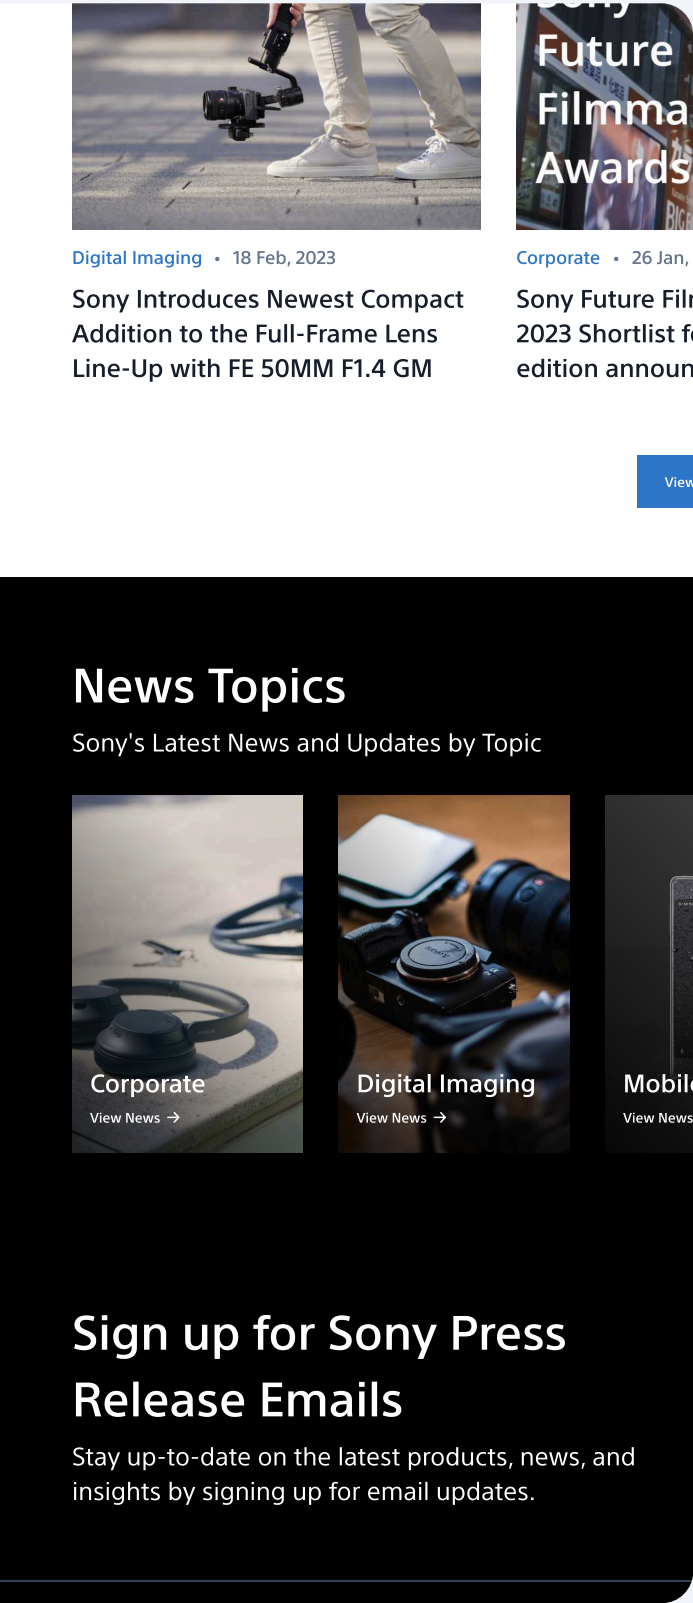 Sony
Future
Filmma
Awards
Digital Imaging • 18 Feb, 2023
Sony Introduces Newest Compact
Addition to the Full-Frame Lens
Line-Up with FE 50MM F1.4 GM
Corporate • 26 Jan,
Sony Future Fil
2023 Shortlist f
edition announ
View
News Topics
Sony's Latest News and Updates by Topic
Corporate
View News →
Digital Imaging
View News →
Mobil
View News
Sign up for Sony Press
Release Emails
Stay up-to-date on the latest products, news, and
insights by signing up for email updates.